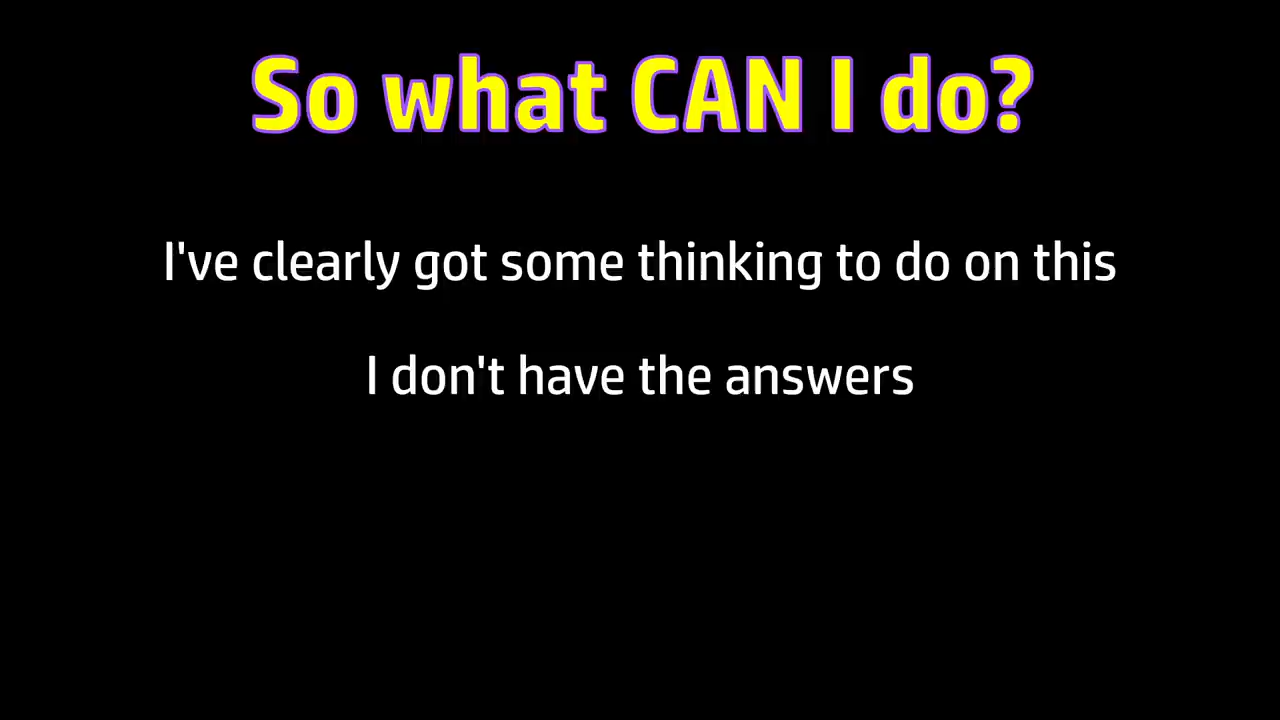 So what CAN I do?
I've clearly got some thinking to do on this
I don't have the answers